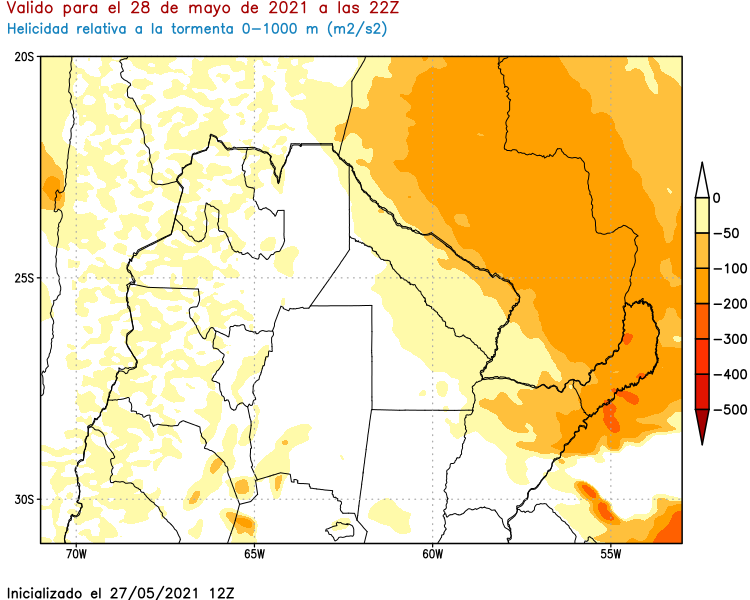 Valido para el 28 de mayo de 2021 a las 22Z
Helicidad relativa a la tormenta 0-1000 m (m2/s2)
20S
25S
30S
70W
65W
60W
55W
0
-50
-100
-200
-300
-400
-500
Inicializado el 27/05/2021 12Z